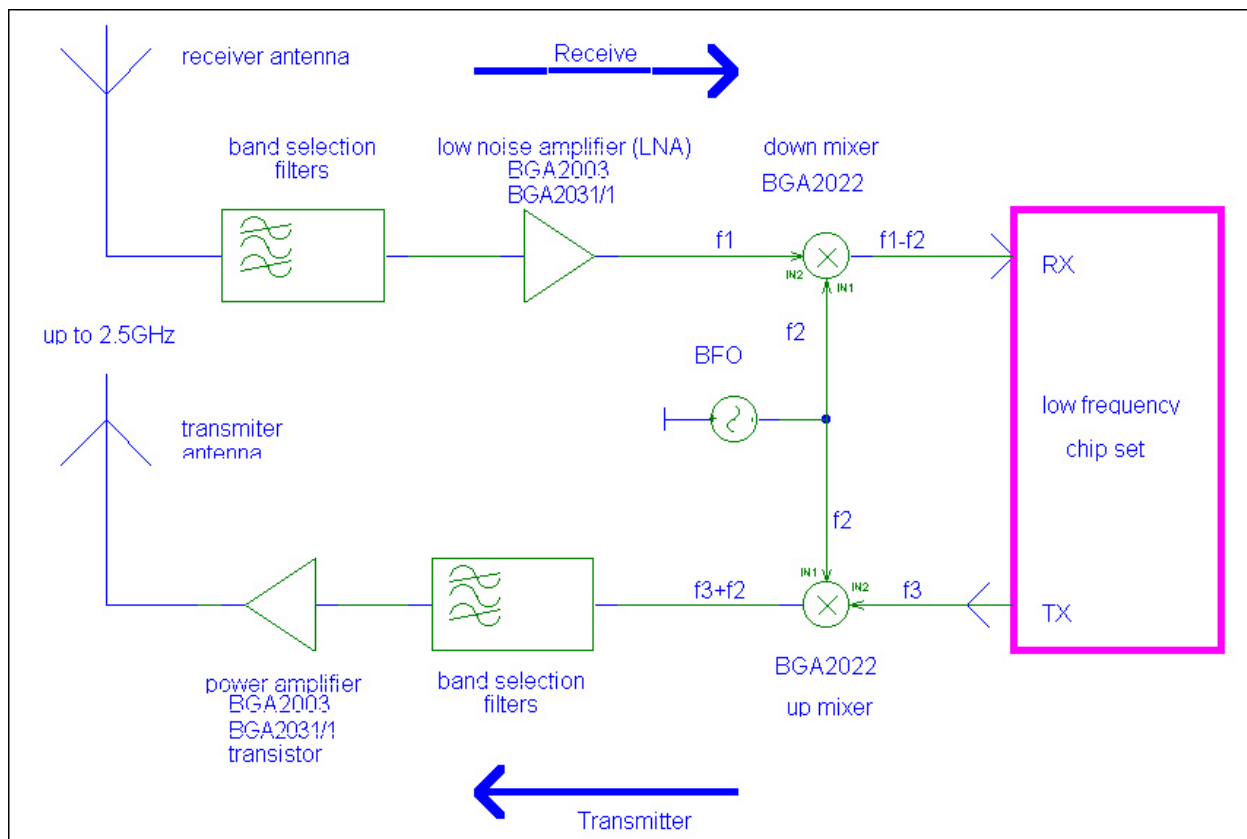 receiver antenna
Receive
band selection
filters
low noise amplifier (LNA)
BGA2003
BGA2031/1
down mixer
BGA2022
f1
f1-f2
IN2
IN1
RX
up to 2.5GHz
f2
BFO
low frequency
chip set
transmiter
antenna
f2
IN1
IN2
f3+f2
f3
TX
power amplifier
BGA2003
BGA2031/1
transistor
band selection
filters
BGA2022
up mixer
Transmitter